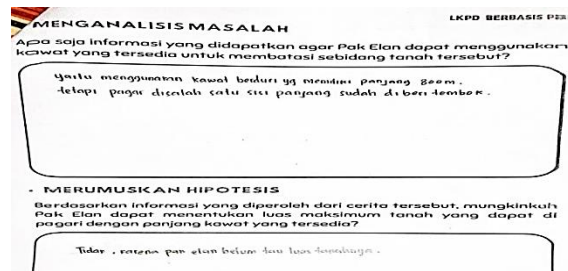 MENGANALISIS MASALAH
LKPD BERBASIS
Apa saja informasi yang didapatkan agar Pak Elan dapat menggunakan
kawat yang tersedia untuk membatasi sebidang tanah tersebut?
yaitu menggunakan kawat berduri yg memiliki panjang 800m.
tetapi pagar disalah satu sisi panjang sudah diberi tembok.
MERUMUSKAN HIPOTESIS
Berdasarkan informasi yang diperoleh dari cerita tersebut, mungkinkah
Pak Elan dapat menentukan luas maksimum tanah yang dapat di
pagari dengan panjang kawat yang tersedia?
Tidak, karena pak elan belum tau luas tanahnya.